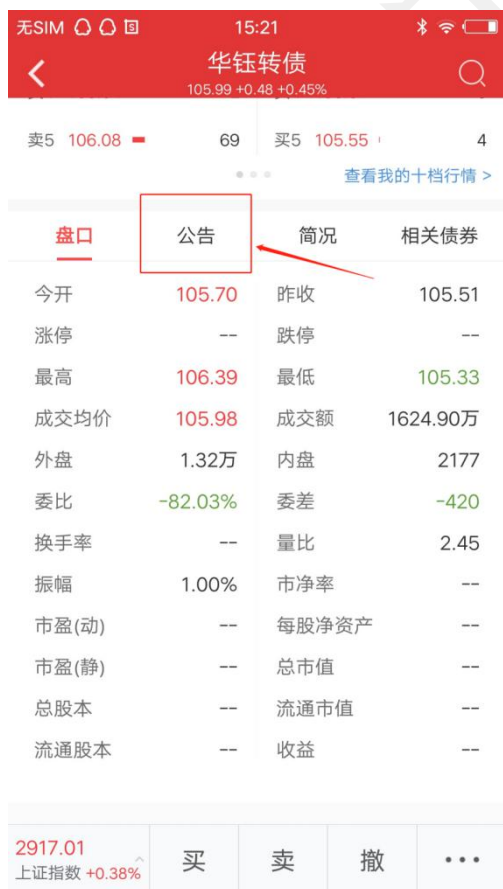 无SIM 15:21
华钰转债
105.99 +0.48 +0.45%
卖5 106.08 69 买5 105.55 4
查看我的十档行情 >
盘口 公告 简况 相关债券
今开 105.70 昨收 105.51
涨停 -- 跌停 --
最高 106.39 最低 105.33
成交均价 105.98 成交额 1624.90万
外盘 1.32万 内盘 2177
委比 -82.03% 委差 -420
换手率 -- 量比 2.45
振幅 1.00% 市净率 --
市盈(动) -- 每股净资产 --
市盈(静) -- 总市值 --
总股本 -- 流通市值 --
流通股本 -- 收益 --
2917.01
上证指数 +0.38%
买 卖 撤